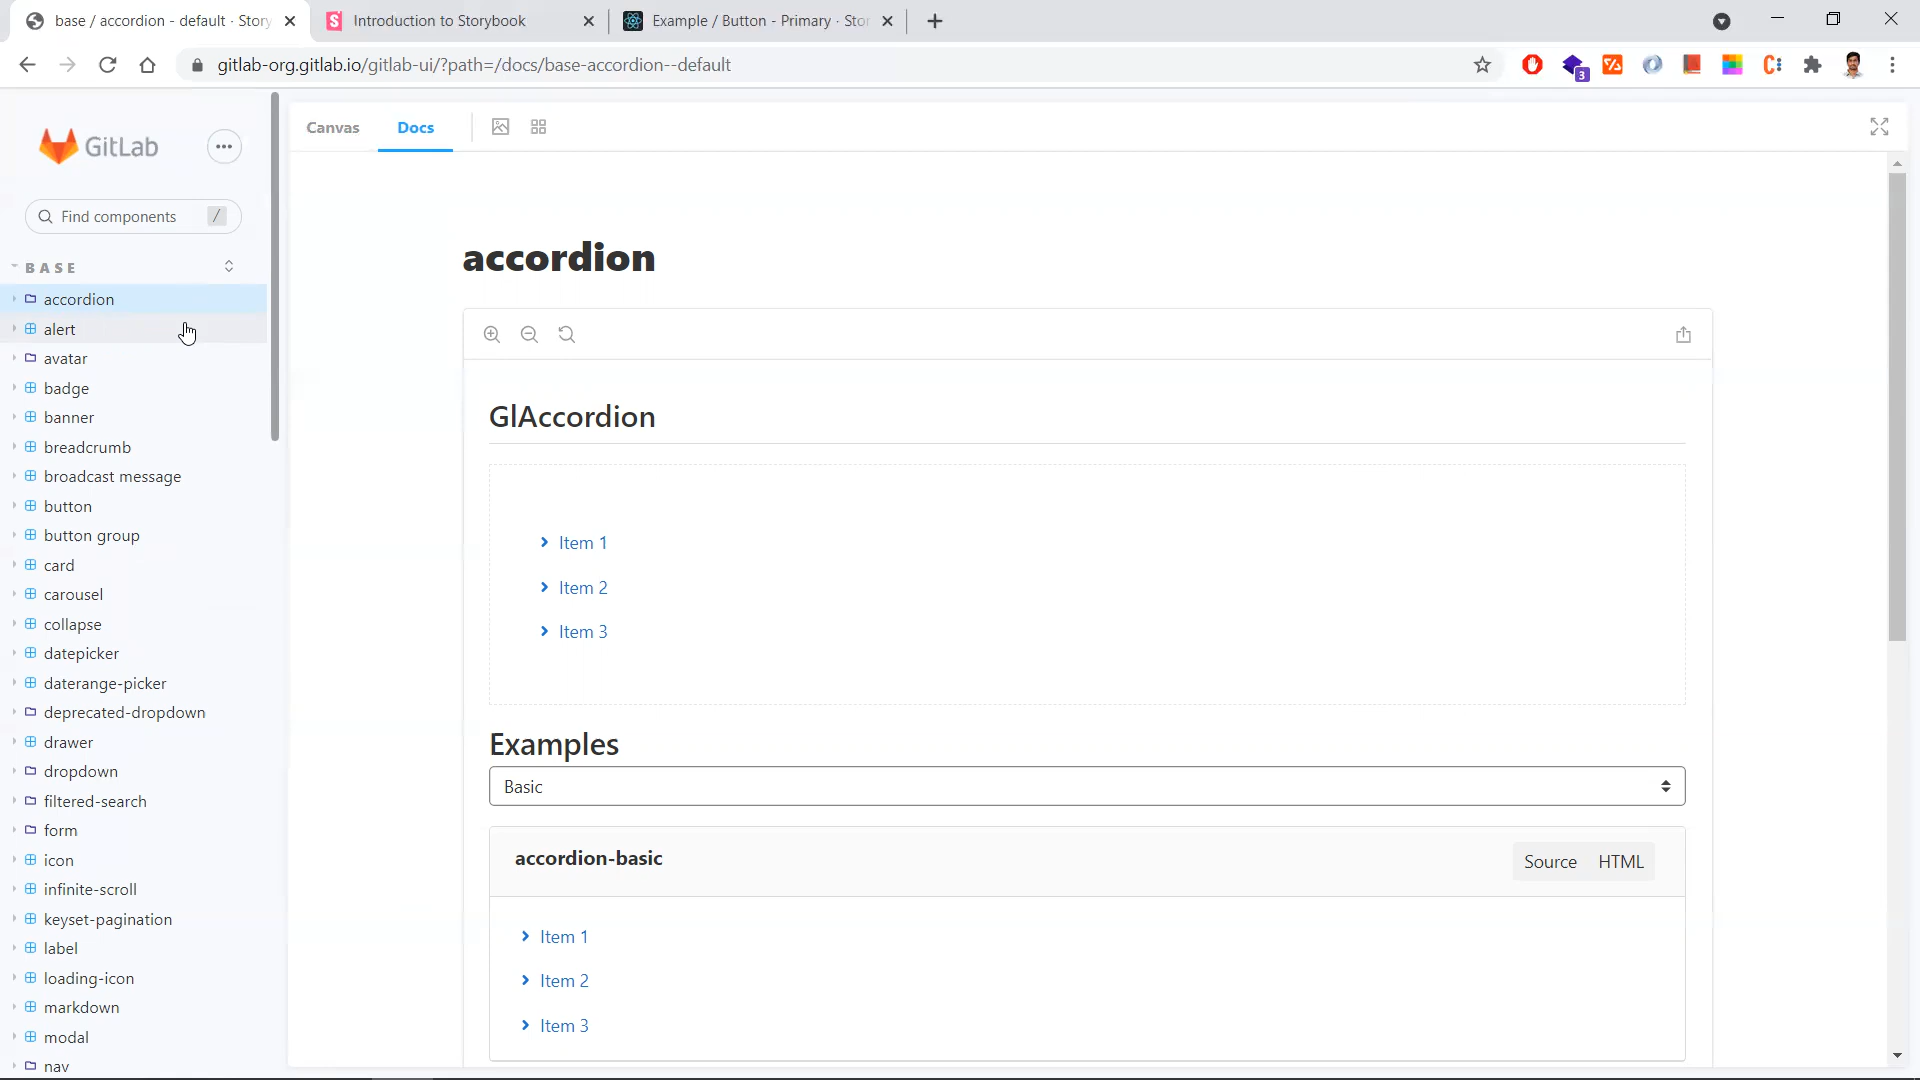 base / accordion - default · Story
Introduction to Storybook
Example / Button - Primary · Stor
gitlab-org.gitlab.io/gitlab-ui/?path=/docs/base-accordion--default
3
GitLab
Canvas
Docs
Find components
/
BASE
accordion
alert
avatar
badge
banner
breadcrumb
broadcast message
button
button group
card
carousel
collapse
datepicker
daterange-picker
deprecated-dropdown
drawer
dropdown
filtered-search
form
icon
infinite-scroll
keyset-pagination
label
loading-icon
markdown
modal
nav
accordion
GlAccordion
Item 1
Item 2
Item 3
Examples
Basic
accordion-basic
Source HTML
Item 1
Item 2
Item 3